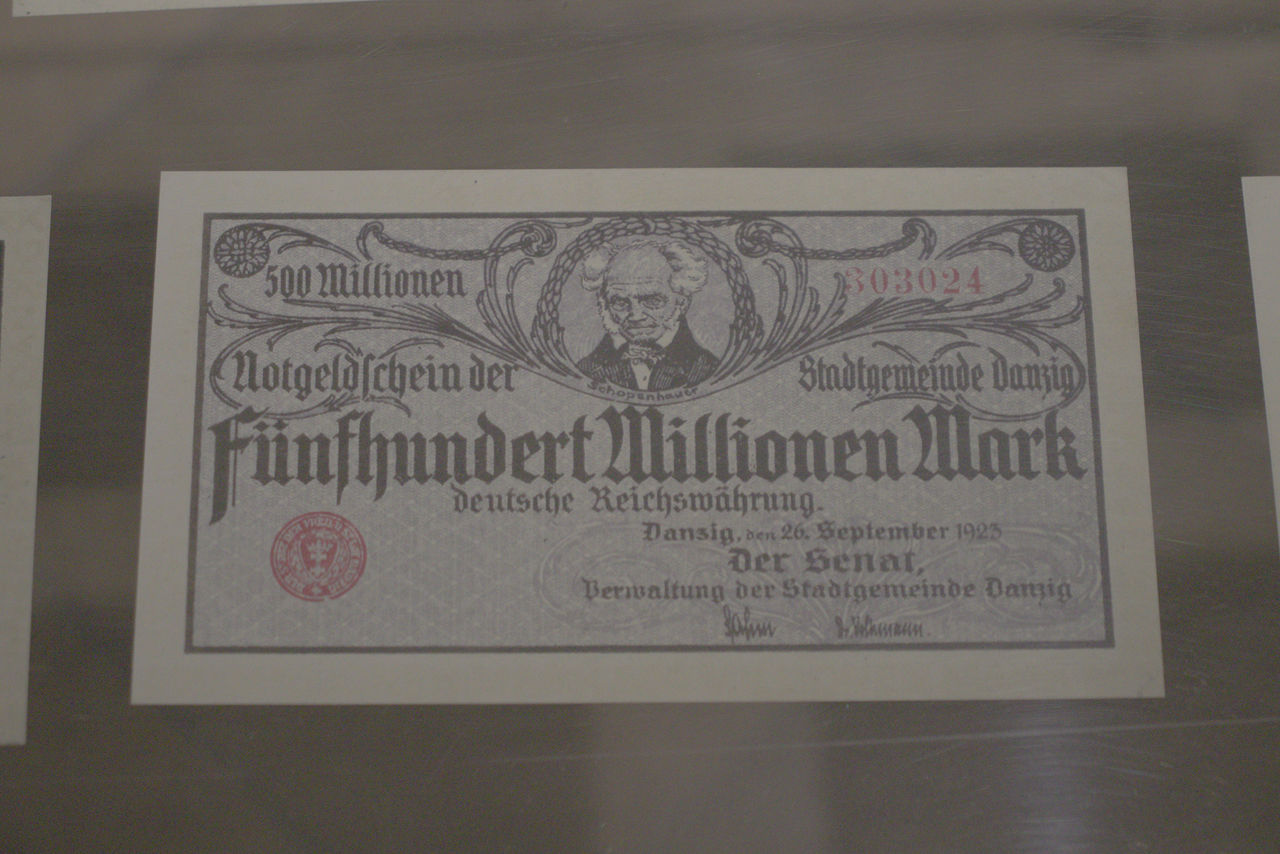 500 Millionen
303024
Notgeldschein der Stadtgemeinde Danzig
Schopenhauer
Fünfhundert Millionen Mark
deutsche Reichswährung.
Danzig, den 26. September 1923
Der Senat,
Verwaltung der Stadtgemeinde Danzig